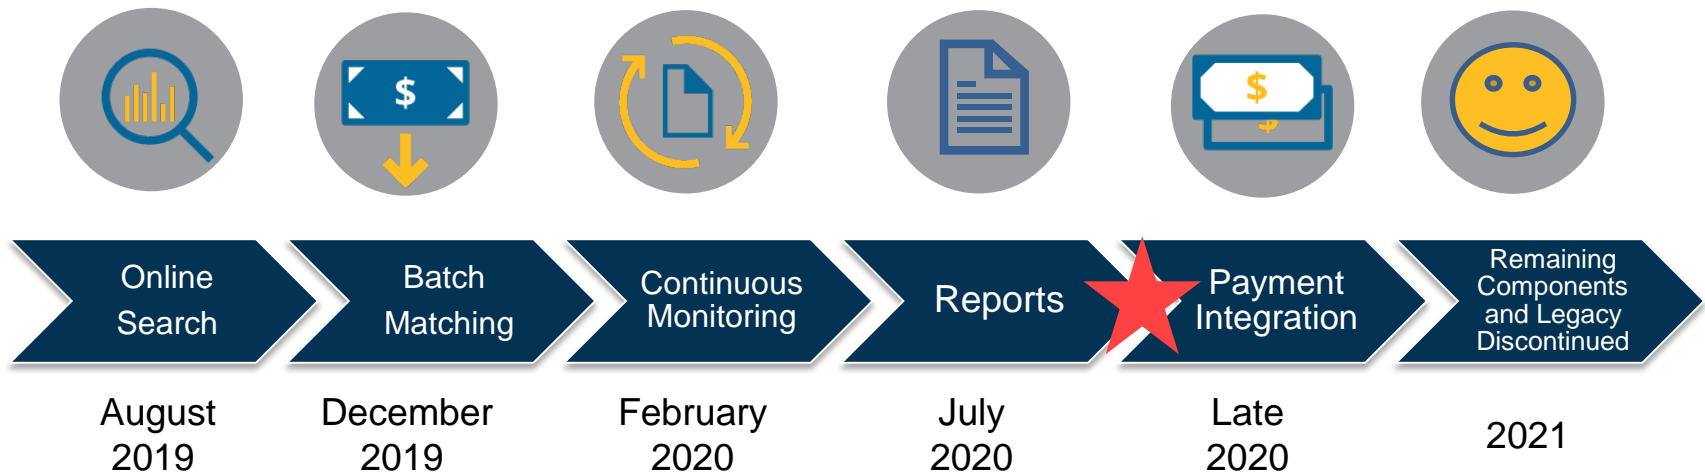 $
$
$
Online
Search
Batch
Matching
Continuous
Monitoring
Reports
Payment
Integration
Remaining
Components
and Legacy
Discontinued
August
2019
December
2019
February
2020
July
2020
Late
2020
2021